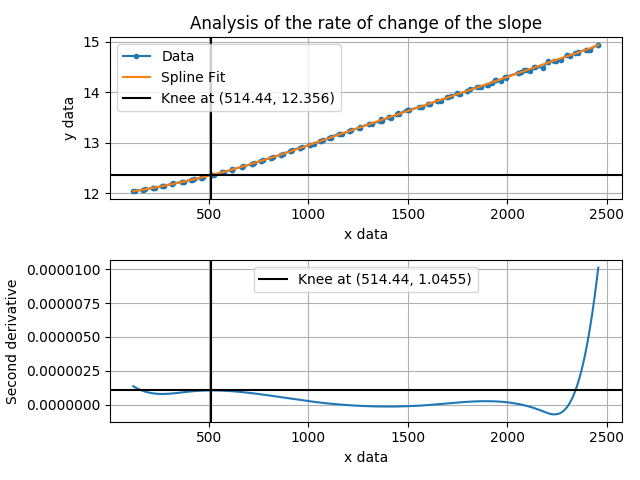 Analysis of the rate of change of the slope
15
14
13
12
y data
Data
Spline Fit
Knee at (514.44, 12.356)
500 1000 1500 2000 2500
x data
0.0000100
0.0000075
0.0000050
0.0000025
0.0000000
Second derivative
Knee at (514.44, 1.0455)
500 1000 1500 2000 2500
x data